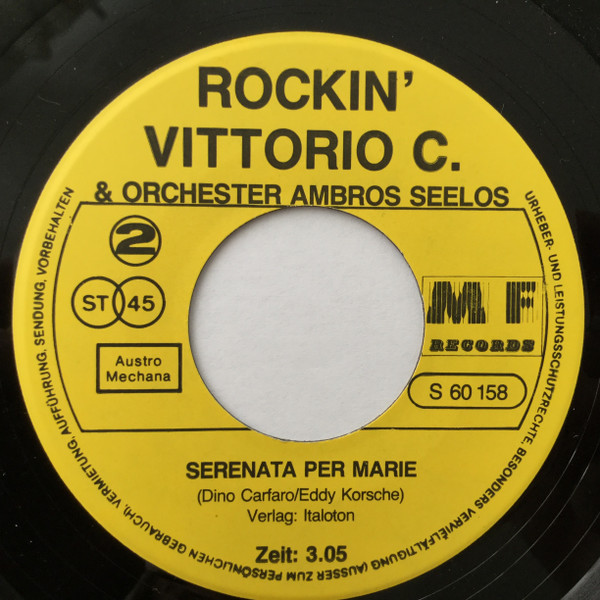 ROCKIN'
VITTORIO C.
& ORCHESTER AMBROS SEELOS
2
ST 45
MF
RECORDS
Austro
Mechana
S 60 158
SERENATA PER MARIE
(Dino Carfaro/Eddy Korsche)
Verlag: Italoton
Zeit: 3.05
URHEBER- UND LEISTUNGSSCHUTZRECHTE, BESONDERS VERVIELFÄLTIGUNG (AUSSER ZUM PERSÖNLICHEN GEBRAUCH), VERMIETUNG, AUFFÜHRUNG, SENDUNG, VORBEHALTEN